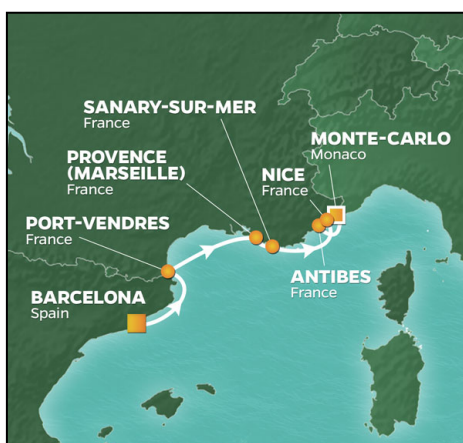 SANARY-SUR-MER
France
MONTE-CARLO
Monaco
PROVENCE
(MARSEILLE)
France
NICE
France
PORT-VENDRES
France
ANTIBES
France
BARCELONA
Spain